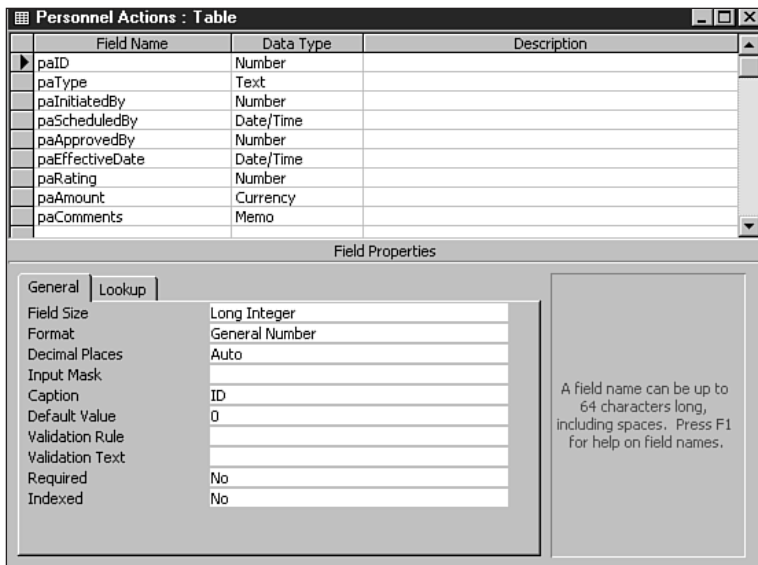 Personnel Actions : Table
Field Name Data Type Description
paID Number
paType Text
paInitiatedBy Number
paScheduledBy Date/Time
paApprovedBy Number
paEffectiveDate Date/Time
paRating Number
paAmount Currency
paComments Memo
Field Properties
General Lookup
Field Size Long Integer
Format General Number
Decimal Places Auto
Input Mask
Caption ID
Default Value 0
Validation Rule
Validation Text
Required No
Indexed No
A field name can be up to
64 characters long,
including spaces. Press F1
for help on field names.